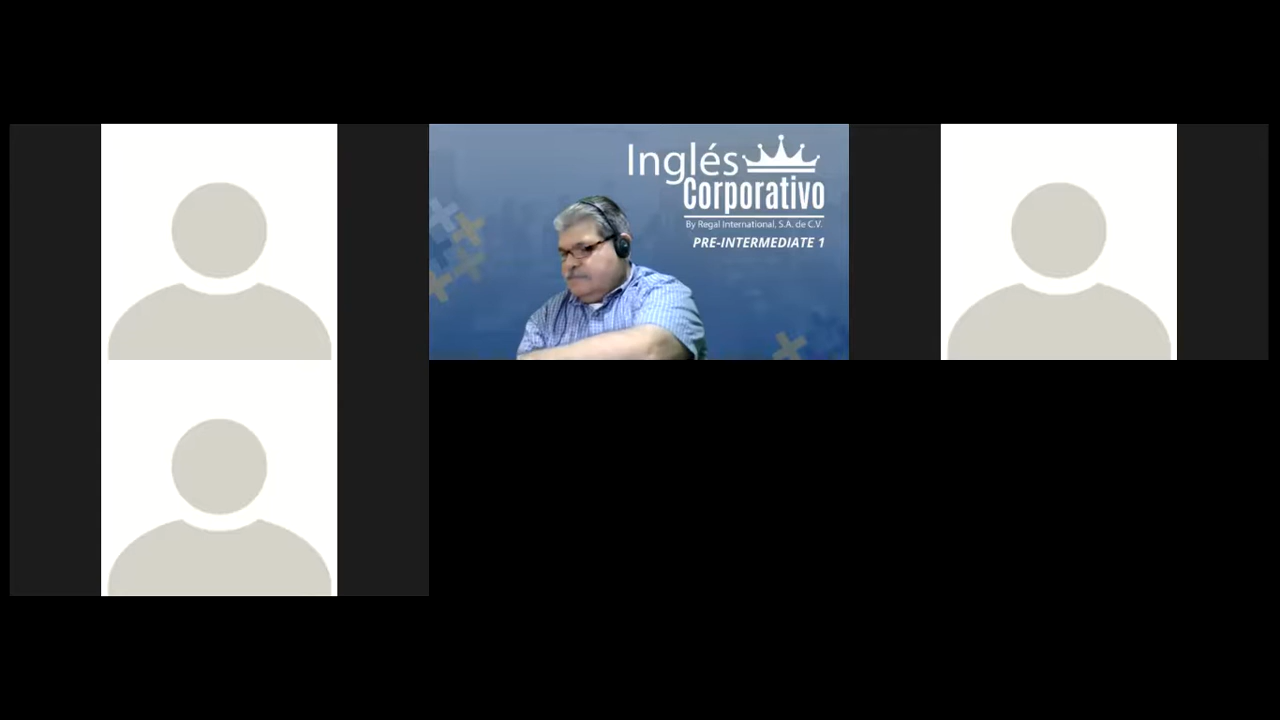 Inglés
Corporativo
By Regal International, S.A. de C.V.
PRE-INTERMEDIATE 1